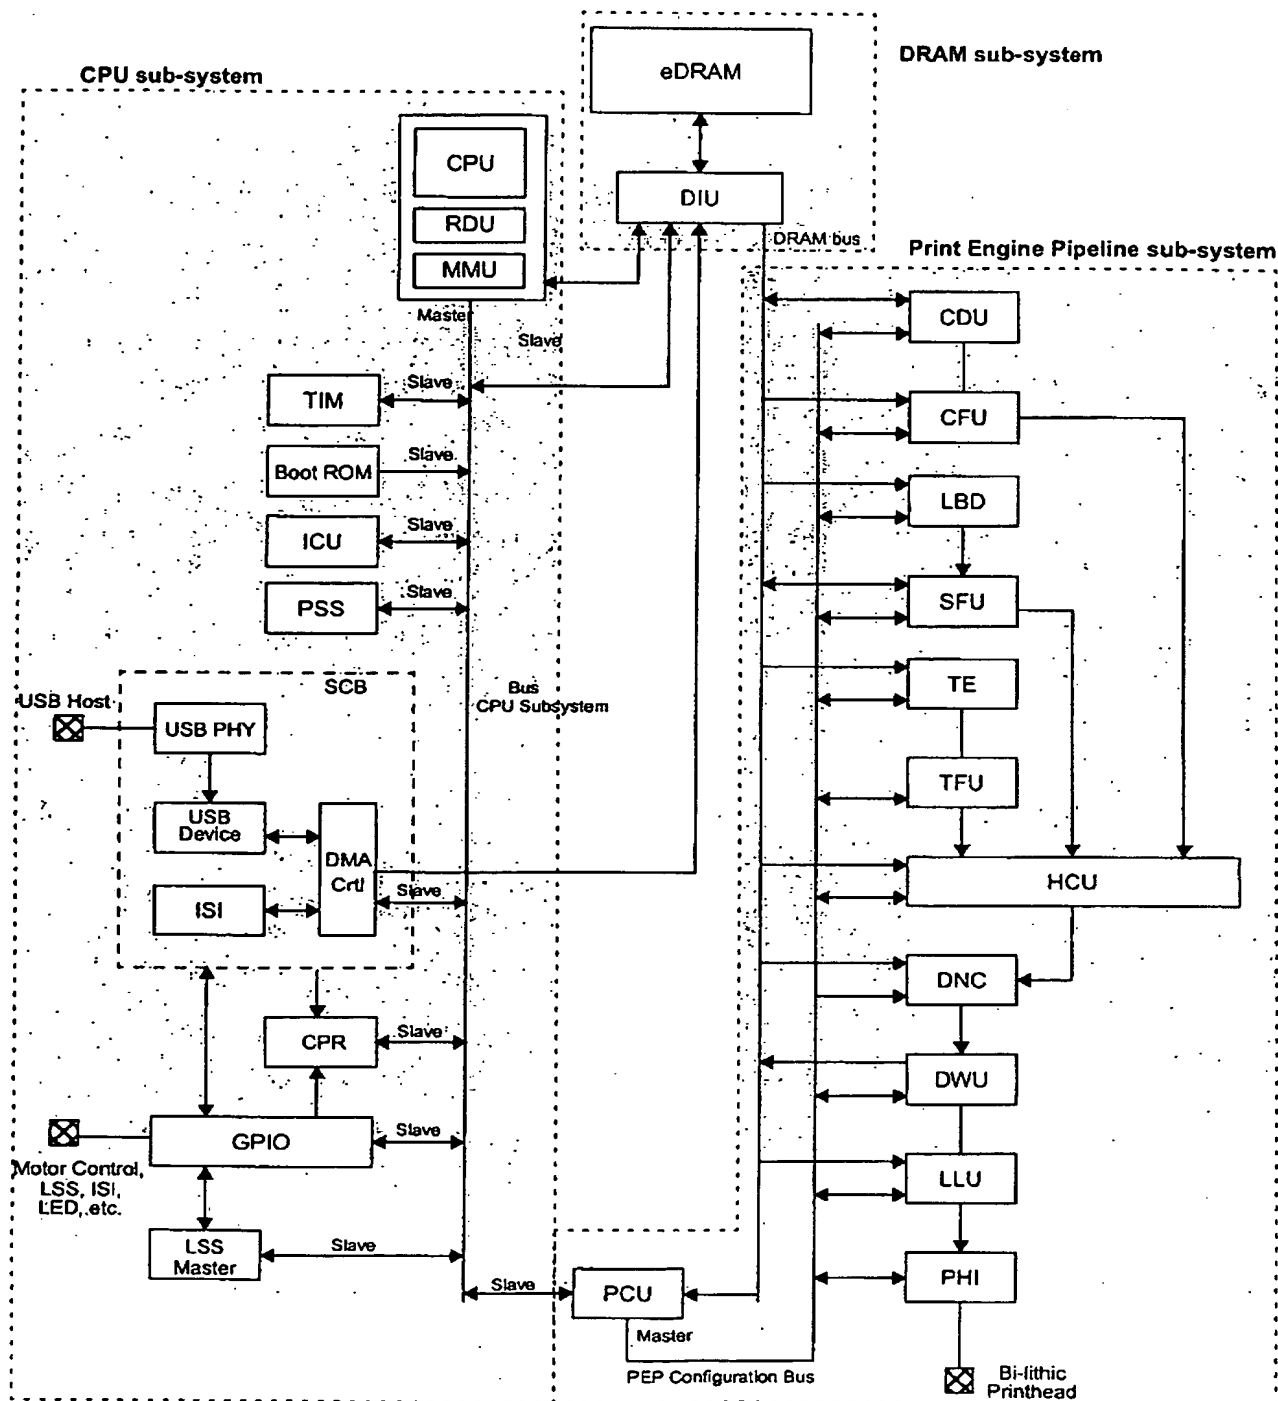 DRAM sub-system
eDRAM
CPU sub-system
CPU
DIU
RDU
DRAM bus
MMU
Print Engine Pipeline sub-system
CDU
Master
Slave
TIM
Slave
CFU
Boot ROM
Slave
LBD
ICU
Slave
PSS
Slave
SFU
SCB
TE
USB Host
Bus
CPU Subsystem
USB PHY
TFU
USB
Device
DMA
Crtl
Slave
HCU
ISI
DNC
CPR
Slave
DWU
GPIO
Slave
Motor Control,
LSS, ISI,
LED, etc.
LLU
LSS
Master
Slave
PHI
Slave
PCU
Master
PEP Configuration Bus
Bi-lithic
Printhead